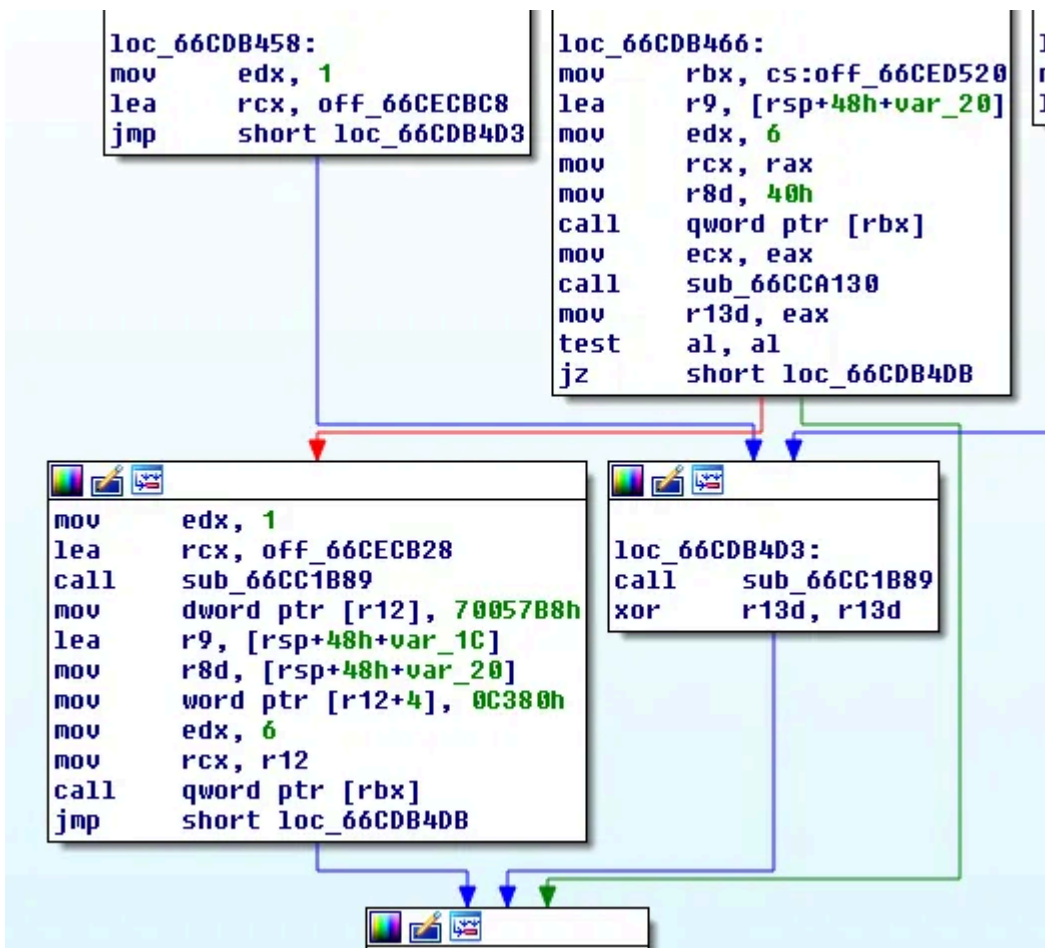 loc_66CDB458:
mov edx, 1
lea rcx, off_66CECBC8
jmp short loc_66CDB4D3
loc_66CDB466:
mov rbx, cs:off_66CED520
lea r9, [rsp+48h+var_20]
mov edx, 6
mov rcx, rax
mov r8d, 40h
call qword ptr [rbx]
mov ecx, eax
call sub_66CCA130
mov r13d, eax
test al, al
jz short loc_66CDB4DB
mov edx, 1
lea rcx, off_66CECB28
call sub_66CC1B89
mov dword ptr [r12], 70057B8h
lea r9, [rsp+48h+var_1C]
mov r8d, [rsp+48h+var_20]
mov word ptr [r12+4], 0C380h
mov edx, 6
mov rcx, r12
call qword ptr [rbx]
jmp short loc_66CDB4DB
loc_66CDB4D3:
call sub_66CC1B89
xor r13d, r13d